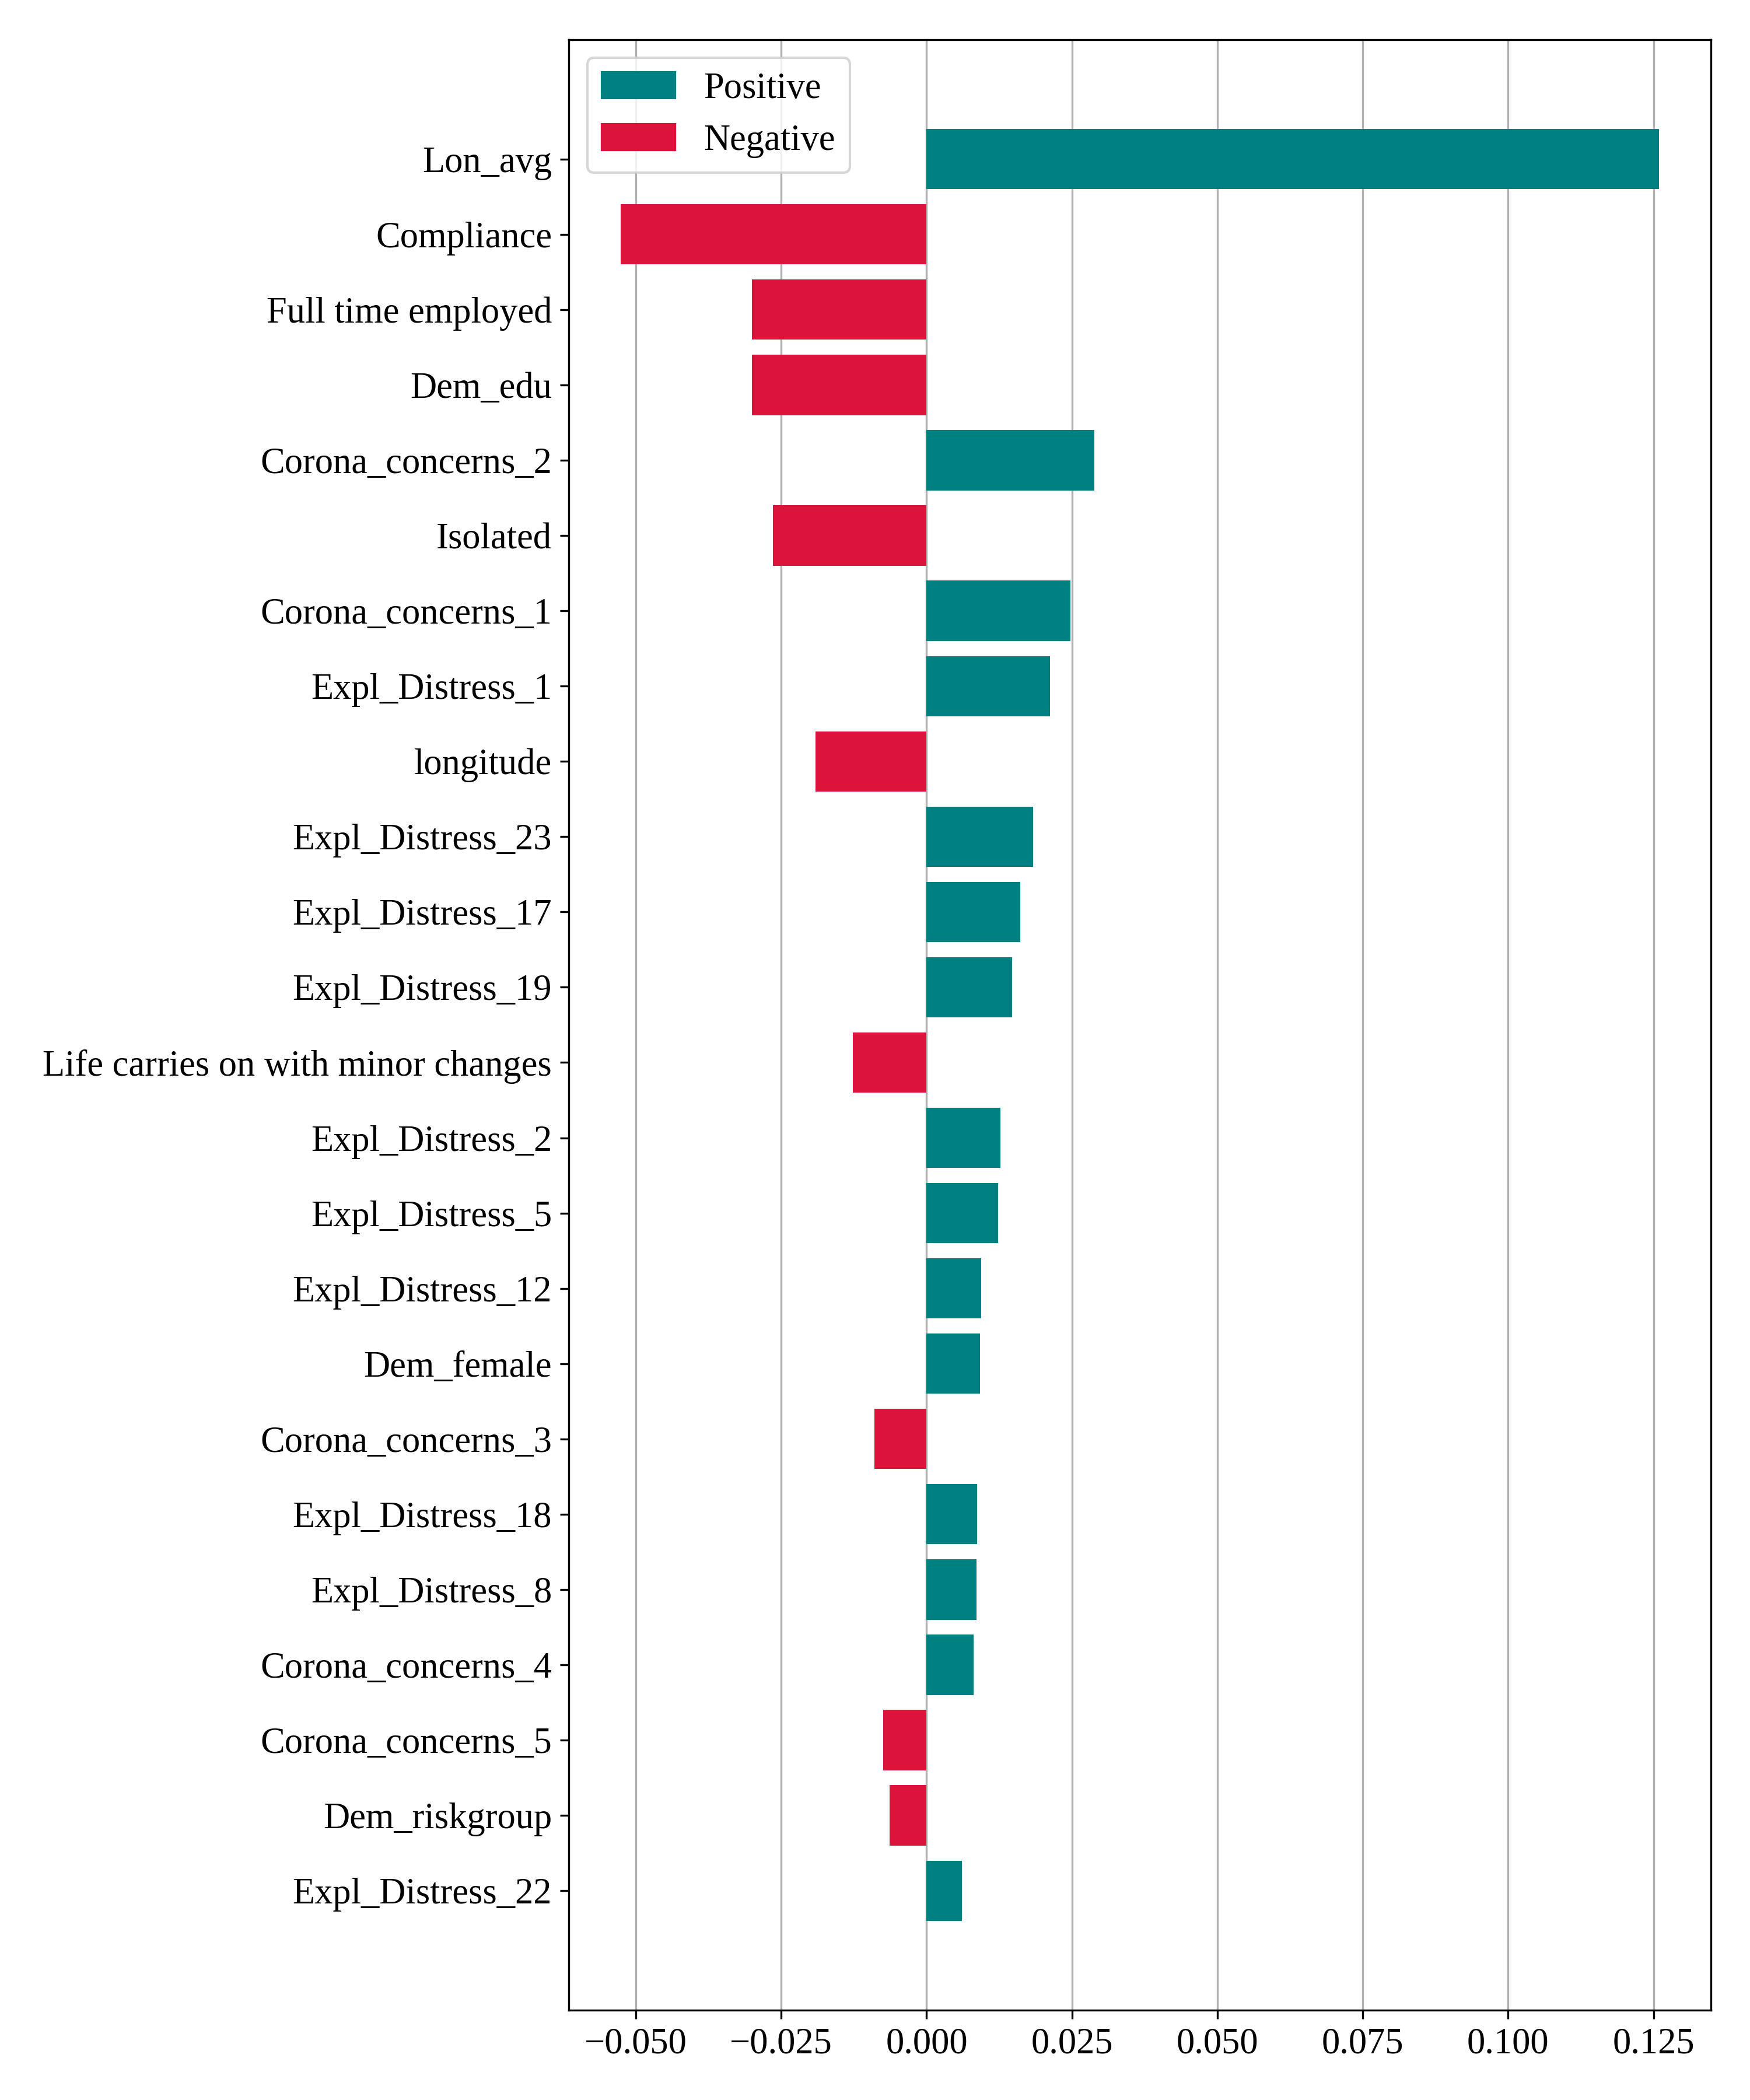 Positive
Negative
Lon_avg
Compliance
Full time employed
Dem_edu
Corona_concerns_2
Isolated
Corona_concerns_1
Expl_Distress_1
longitude
Expl_Distress_23
Expl_Distress_17
Expl_Distress_19
Life carries on with minor changes
Expl_Distress_2
Expl_Distress_5
Expl_Distress_12
Dem_female
Corona_concerns_3
Expl_Distress_18
Expl_Distress_8
Corona_concerns_4
Corona_concerns_5
Dem_riskgroup
Expl_Distress_22
−0.050 −0.025 0.000 0.025 0.050 0.075 0.100 0.125